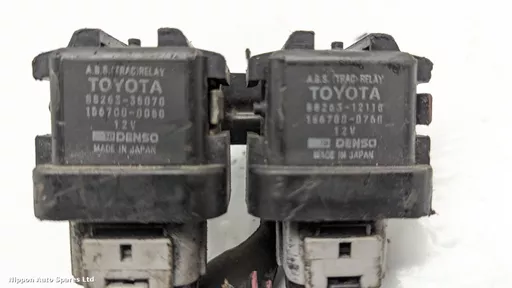 A.B.S. (TRAC)RELAY
TOYOTA
88263-36070
156700-0060
12V
DENSO
MADE IN JAPAN
A.B.S. (TRAC)RELAY
TOYOTA
88263-12110
156700-0760
12V
DENSO
MADE IN JAPAN
Nippon Auto Spares Ltd